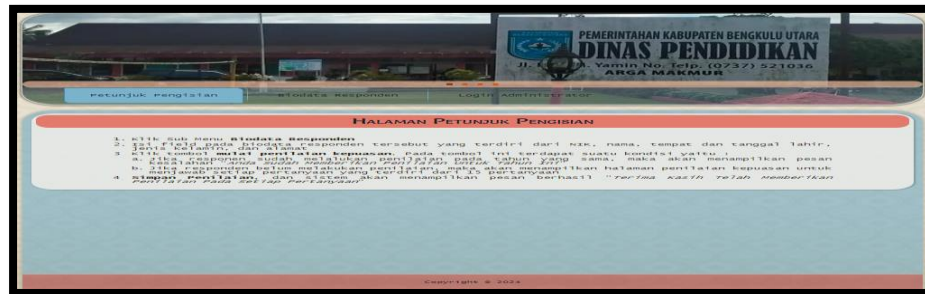 PEMERINTAHAN KABUPATEN BENGKULU UTARA
DINAS PENDIDIKAN
Yamin No. Telp. (0737) 521036
ARGA MAKMUR
Petunjuk Pengisian
Biodata Responden
Login Administrator
HALAMAN PETUNJUK PENGISIAN
1. Klik Sub Menu Biodata Responden
2. Isi field pada biodata responden tersebut yang terdiri dari NIK, nama, tempat dan tanggal lahir,
jenis kelamin, dan alamat
3 Klik tombol mulai penilaian kepuasan. Pada tombol ini terdapat suatu kondisi yaitu :
a. Jika responen sudah melalukan penilaian pada tahun yang sama, maka akan menampilkan pesan
kesalahan "anda sudah Memberikan Penilaian Untuk Tahun Ini"
b. Jika responden belum melakukan penilaian, maka akan menampilkan halaman penilaian kepuasan untuk
menjawab setiap pertanyaan yang terdiri dari 15 pertanyaan
4 Simpan Penilaian, dan sistem akan menampilkan pesan berhasil "Terima Kasih Telah Memberikan
Penilaian Pada Setiap Pertanyaan"
Copyright © 2024